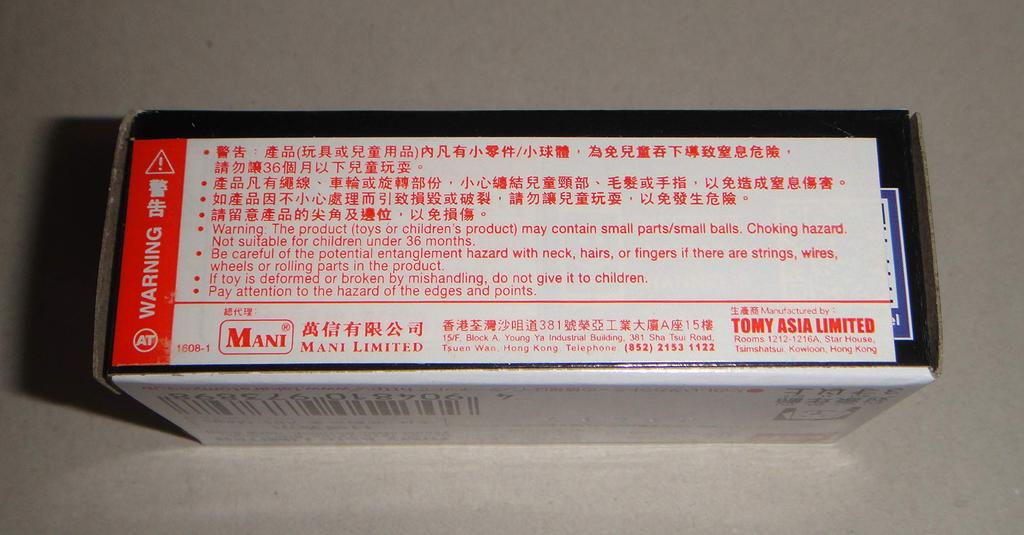 警告 WARNING
AT
• 警告：產品(玩具或兒童用品)內凡有小零件/小球體，為免兒童吞下導致窒息危險，
請勿讓36個月以下兒童玩耍。
• 產品凡有繩線、車輪或旋轉部份，小心纏結兒童頸部、毛髮或手指，以免造成窒息傷害。
• 如產品因不小心處理而引致損毀或破裂，請勿讓兒童玩耍，以免發生危險。
• 請留意產品的尖角及邊位，以免損傷。
• Warning: The product (toys or children's product) may contain small parts/small balls. Choking hazard.
Not suitable for children under 36 months.
• Be careful of the potential entanglement hazard with neck, hairs, or fingers if there are strings, wires,
wheels or rolling parts in the product.
• If toy is deformed or broken by mishandling, do not give it to children.
• Pay attention to the hazard of the edges and points.
1608-1
總代理：
MANI®
萬信有限公司
MANI LIMITED
香港荃灣沙咀道381號榮亞工業大廈A座15樓
15/F, Block A, Young Ya Industrial Building, 381 Sha Tsui Road,
Tsuen Wan, Hong Kong. Telephone: (852) 2153 1122
生產商 Manufactured by：
TOMY ASIA LIMITED
Rooms 1212-1216A, Star House,
Tsimshatsui, Kowloon, Hong Kong
4 904810 973898